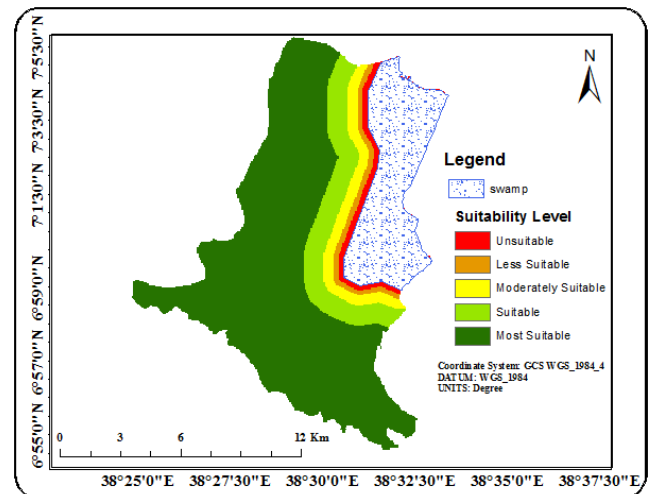 7°5'30"N
7°3'30"N
7°1'30"N
6°59'0"N
6°57'0"N
6°55'0"N
N
Legend
swamp
Suitability Level
Unsuitable
Less Suitable
Moderately Suitable
Suitable
Most Suitable
Coordinate System: GCS WGS_1984_4
DATUM: WGS_1984
UNITS: Degree
0 3 6 12 Km
38°25'0"E 38°27'30"E 38°30'0"E 38°32'30"E 38°35'0"E 38°37'30"E